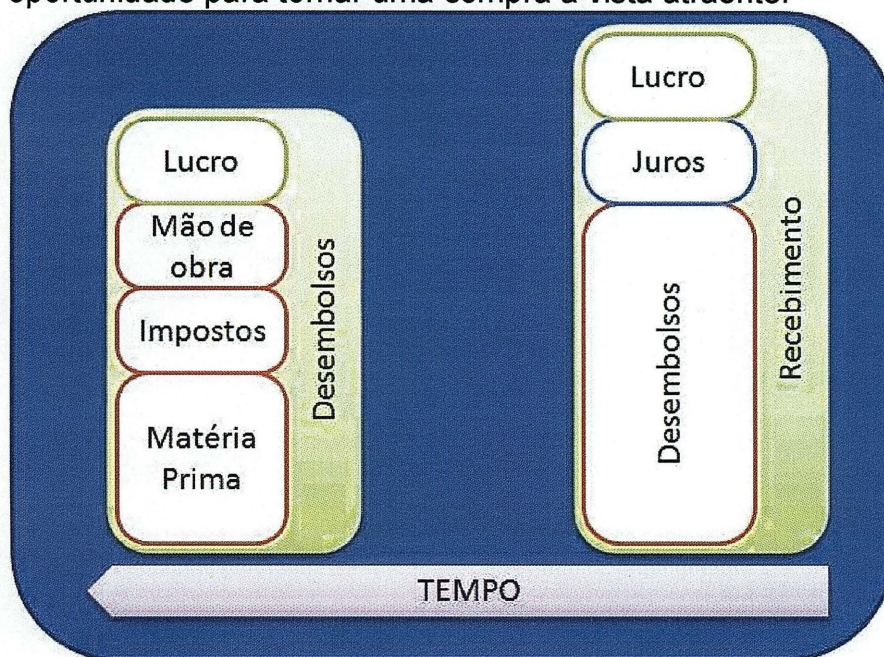 oportunidade para tornar uma compra à vista atraente.
Lucro
Mão de
obra
Impostos
Matéria
Prima
Desembolsos
Lucro
Juros
Desembolsos
Recebimento
TEMPO